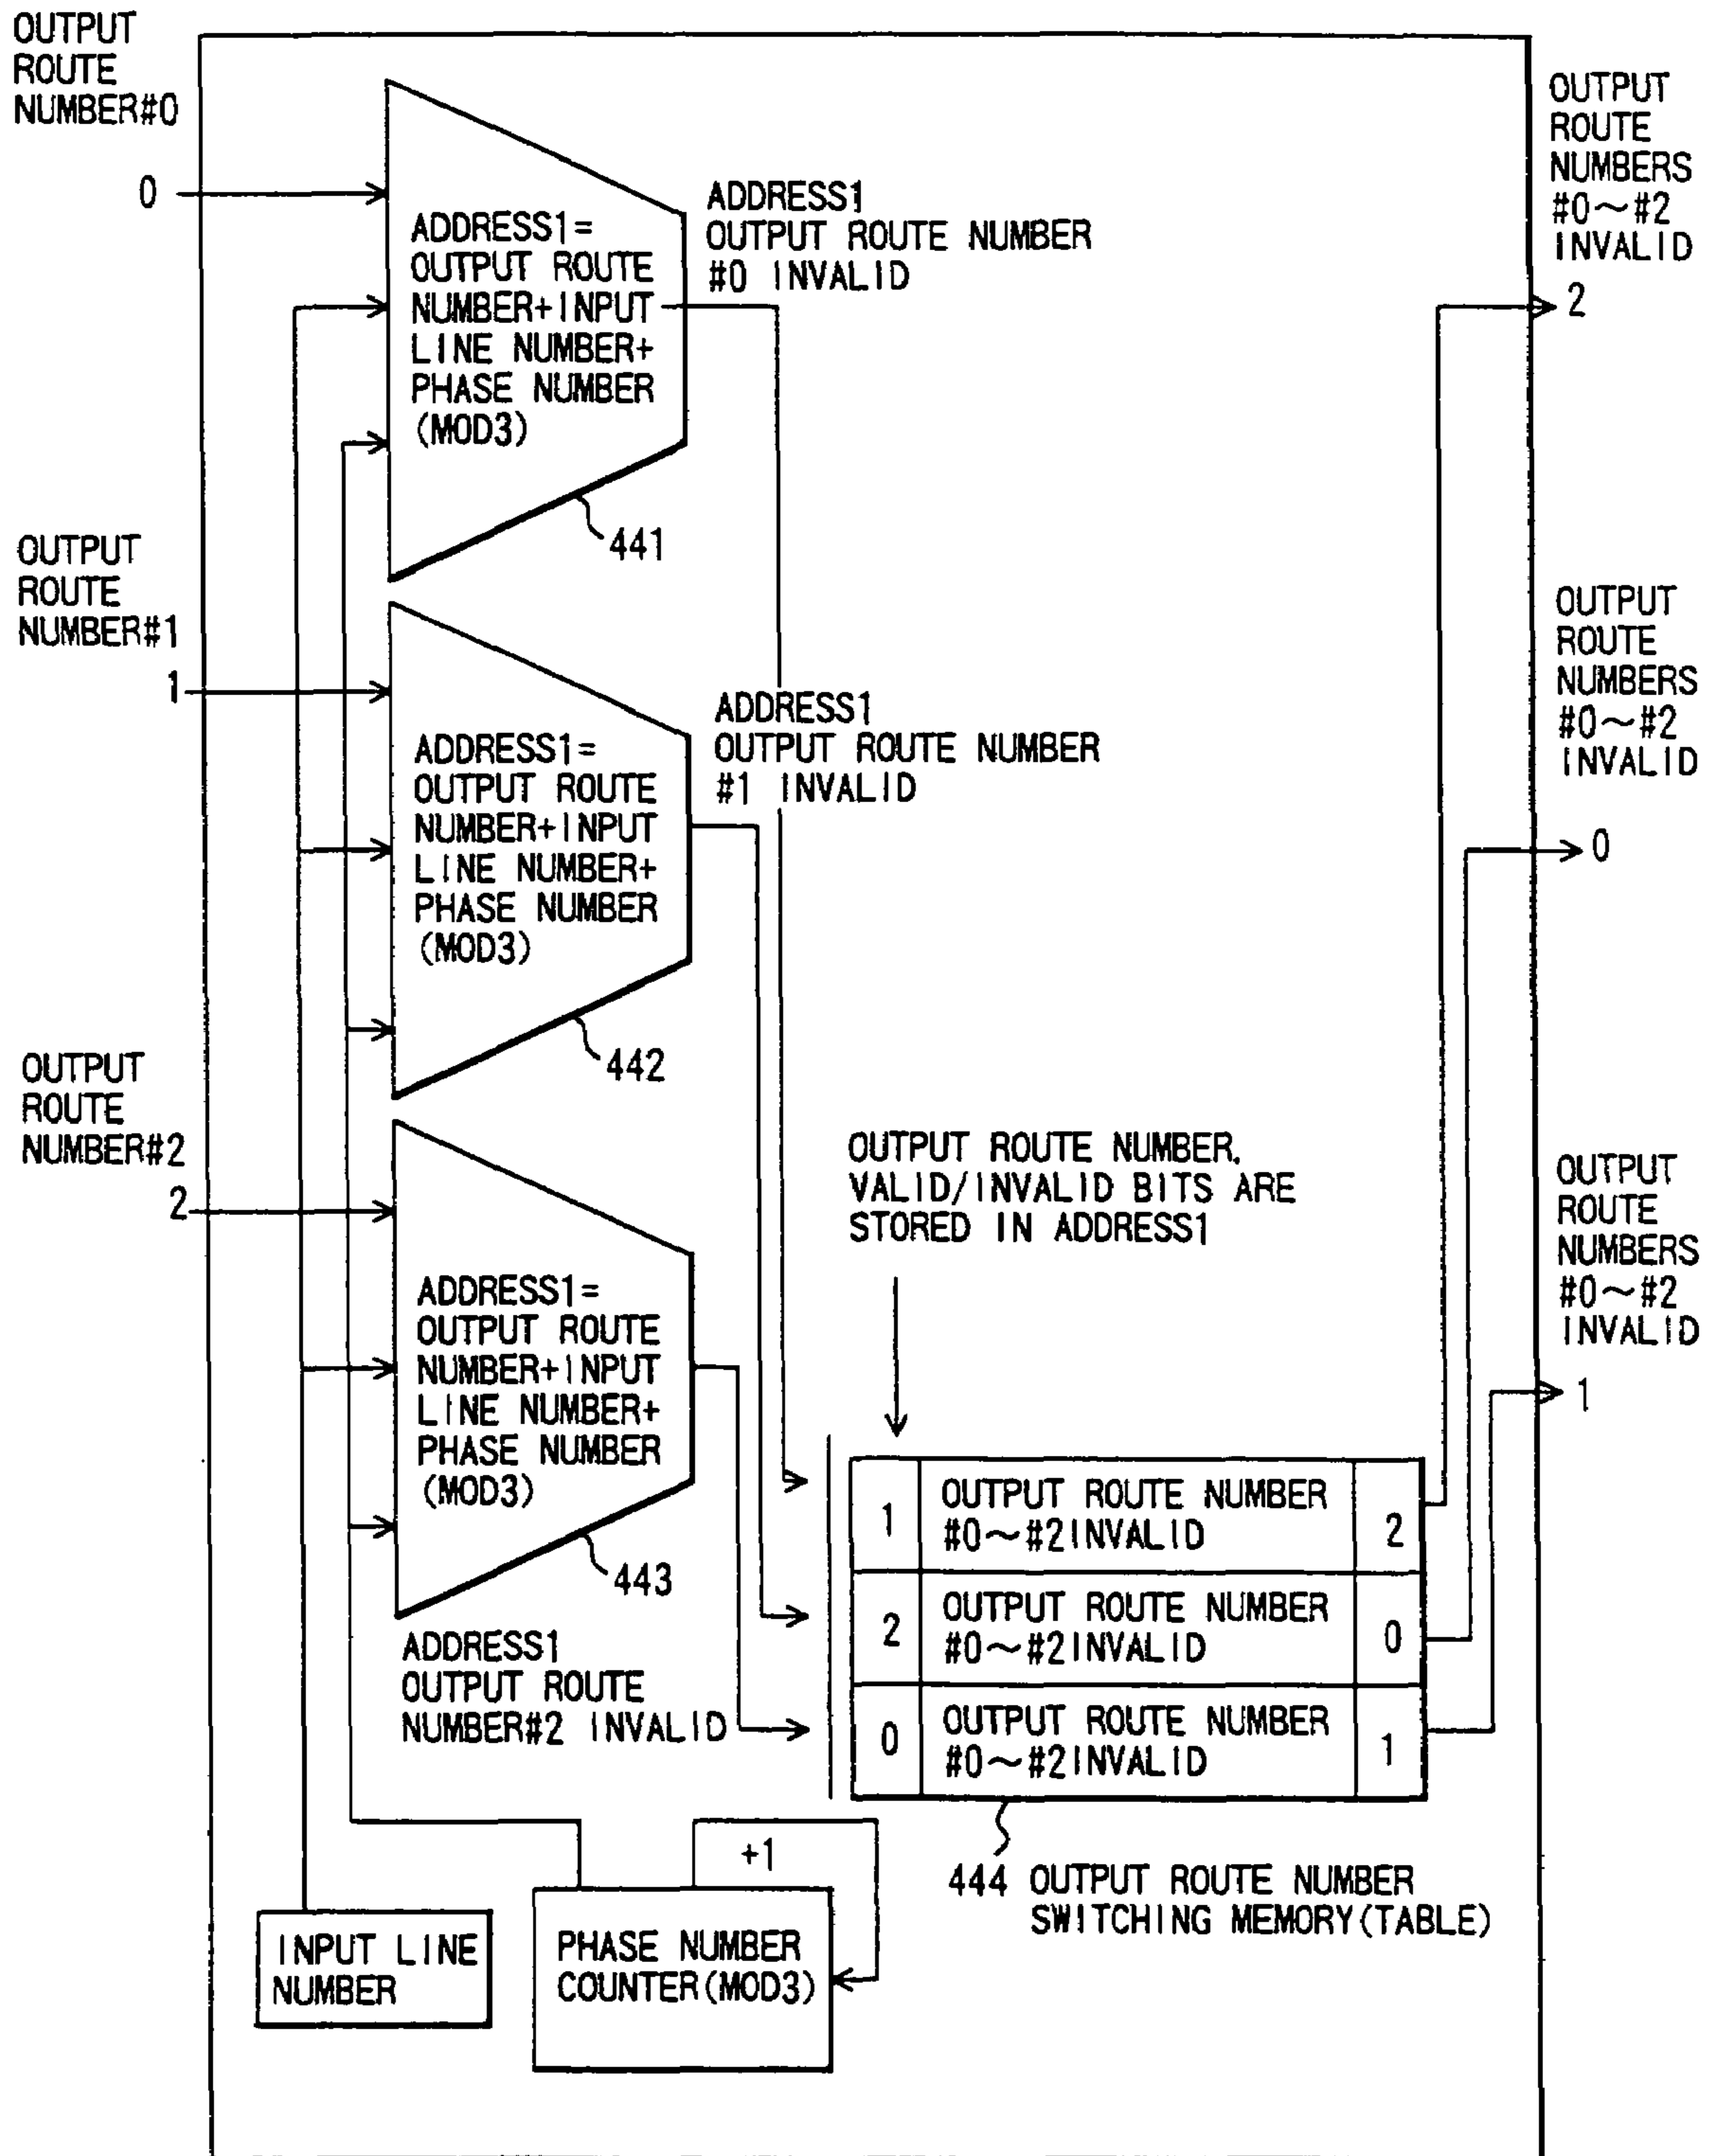 OUTPUT
ROUTE
NUMBER#0
0
ADDRESS1=
OUTPUT ROUTE
NUMBER+INPUT
LINE NUMBER+
PHASE NUMBER
(MOD3)
441
ADDRESS1
OUTPUT ROUTE NUMBER
#0 INVALID
OUTPUT
ROUTE
NUMBERS
#0~#2
INVALID
2
OUTPUT
ROUTE
NUMBER#1
1
ADDRESS1=
OUTPUT ROUTE
NUMBER+INPUT
LINE NUMBER+
PHASE NUMBER
(MOD3)
442
ADDRESS1
OUTPUT ROUTE NUMBER
#1 INVALID
OUTPUT
ROUTE
NUMBERS
#0~#2
INVALID
0
OUTPUT
ROUTE
NUMBER#2
2
ADDRESS1=
OUTPUT ROUTE
NUMBER+INPUT
LINE NUMBER+
PHASE NUMBER
(MOD3)
443
ADDRESS1
OUTPUT ROUTE
NUMBER#2 INVALID
OUTPUT ROUTE NUMBER,
VALID/INVALID BITS ARE
STORED IN ADDRESS1
OUTPUT
ROUTE
NUMBERS
#0~#2
INVALID
1
1
OUTPUT ROUTE NUMBER
#0~#2INVALID
2
2
OUTPUT ROUTE NUMBER
#0~#2INVALID
0
0
OUTPUT ROUTE NUMBER
#0~#2INVALID
1
444 OUTPUT ROUTE NUMBER
SWITCHING MEMORY(TABLE)
+1
INPUT LINE
NUMBER
PHASE NUMBER
COUNTER(MOD3)